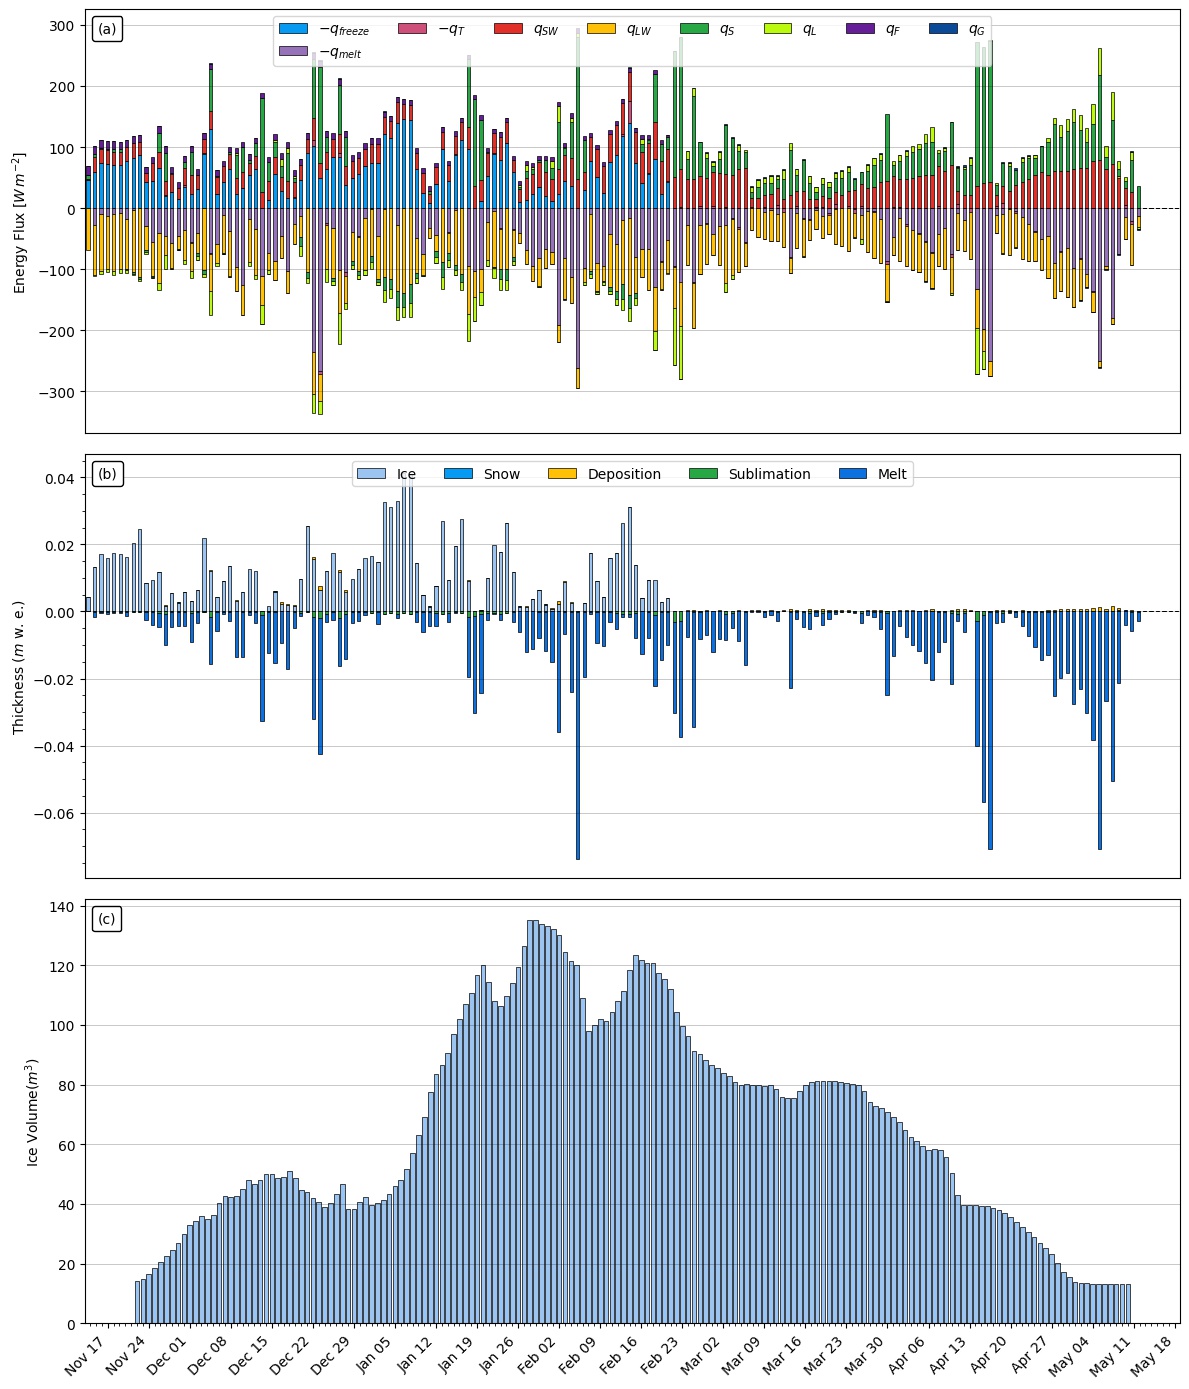 (a)
−q_freeze −q_T q_SW q_LW q_S q_L q_F q_G
−q_melt
300
200
100
0
−100
−200
−300
Energy Flux [W m⁻²]
(b)
Ice Snow Deposition Sublimation Melt
0.04
0.02
0.00
−0.02
−0.04
−0.06
Thickness (m w. e.)
(c)
140
120
100
80
60
40
20
0
Ice Volume(m³)
Nov 17 Nov 24 Dec 01 Dec 08 Dec 15 Dec 22 Dec 29 Jan 05 Jan 12 Jan 19 Jan 26 Feb 02 Feb 09 Feb 16 Feb 23 Mar 02 Mar 09 Mar 16 Mar 23 Mar 30 Apr 06 Apr 13 Apr 20 Apr 27 May 04 May 11 May 18